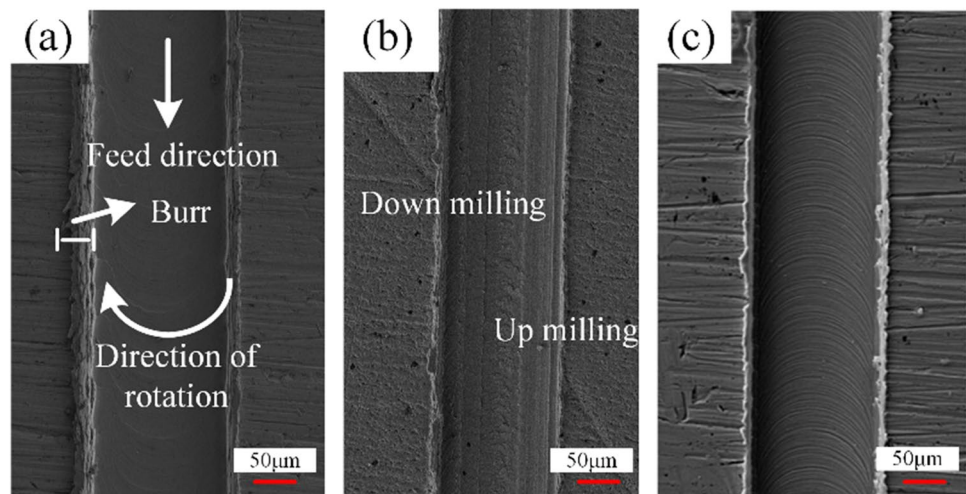 (a)
Feed direction
Burr
Direction of
rotation
50μm
(b)
Down milling
Up milling
50μm
(c)
50μm